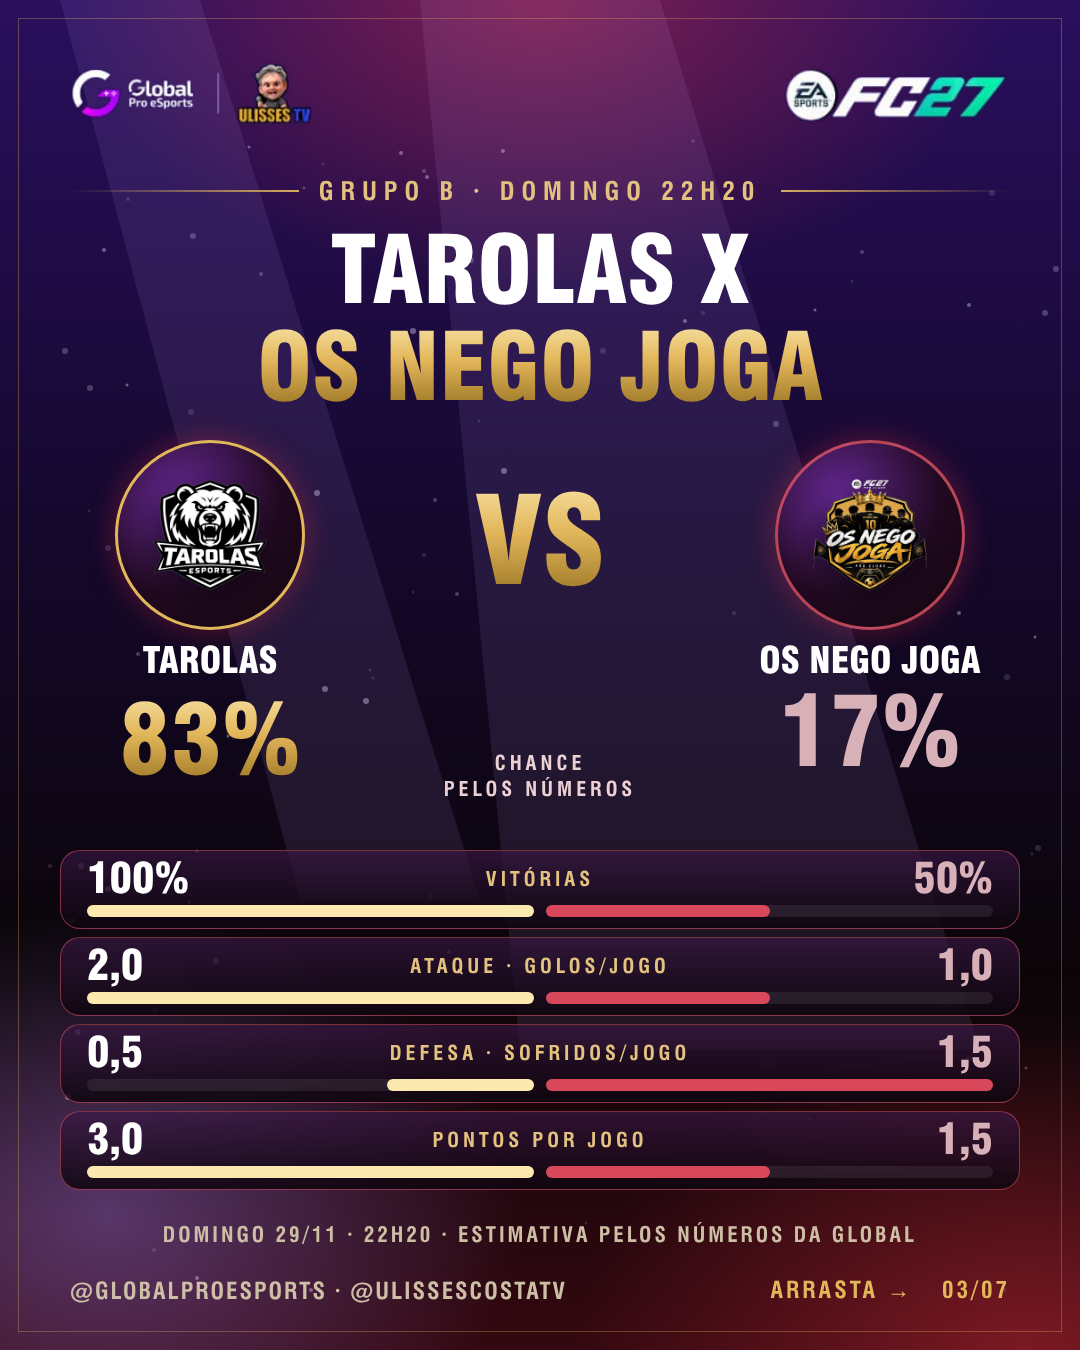 Global
Pro eSports
ULISSES TV
EA
SPORTS
FC27
GRUPO B · DOMINGO 22H20
TAROLAS X
OS NEGO JOGA
TAROLAS
ESPORTS
VS
FC27
10
OS NEGO
JOGA
TAROLAS
OS NEGO JOGA
83%
17%
CHANCE
PELOS NÚMEROS
100% VITÓRIAS 50%
2,0 ATAQUE · GOLOS/JOGO 1,0
0,5 DEFESA · SOFRIDOS/JOGO 1,5
3,0 PONTOS POR JOGO 1,5
DOMINGO 29/11 · 22H20 · ESTIMATIVA PELOS NÚMEROS DA GLOBAL
@GLOBALPROESPORTS · @ULISSESCOSTATV
ARRASTA → 03/07